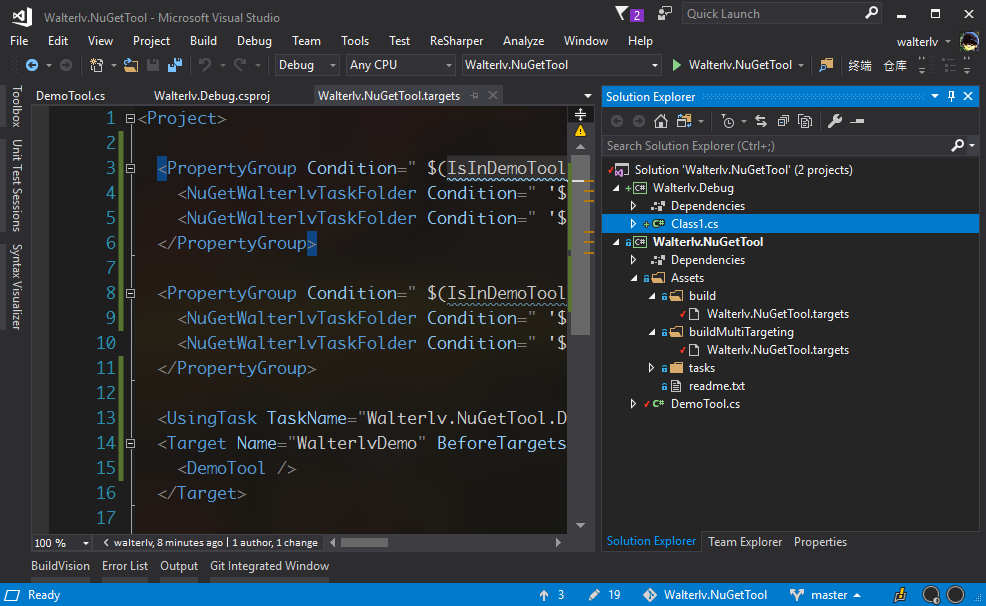 Walterlv.NuGetTool - Microsoft Visual Studio
2
Quick Launch
File Edit View Project Build Debug Team Tools Test ReSharper Analyze Window Help
walterlv
Debug Any CPU Walterlv.NuGetTool Walterlv.NuGetTool 终端 仓库
Toolbox
Unit Test Sessions
Syntax Visualizer
DemoTool.cs Walterlv.Debug.csproj Walterlv.NuGetTool.targets
1 <Project>
2
3 <PropertyGroup Condition=" $(IsInDemoTool
4 <NuGetWalterlvTaskFolder Condition=" '$
5 <NuGetWalterlvTaskFolder Condition=" '$
6 </PropertyGroup>
7
8 <PropertyGroup Condition=" $(IsInDemoTool
9 <NuGetWalterlvTaskFolder Condition=" '$
10 <NuGetWalterlvTaskFolder Condition=" '$
11 </PropertyGroup>
12
13 <UsingTask TaskName="Walterlv.NuGetTool.D
14 <Target Name="WalterlvDemo" BeforeTargets
15 <DemoTool />
16 </Target>
17
100 % walterlv, 8 minutes ago | 1 author, 1 change
Solution Explorer
Search Solution Explorer (Ctrl+;)
Solution 'Walterlv.NuGetTool' (2 projects)
C# Walterlv.Debug
Dependencies
C# Class1.cs
C# Walterlv.NuGetTool
Dependencies
Assets
build
Walterlv.NuGetTool.targets
buildMultiTargeting
Walterlv.NuGetTool.targets
tasks
readme.txt
C# DemoTool.cs
Solution Explorer Team Explorer Properties
BuildVision Error List Output Git Integrated Window
Ready 3 19 Walterlv.NuGetTool master